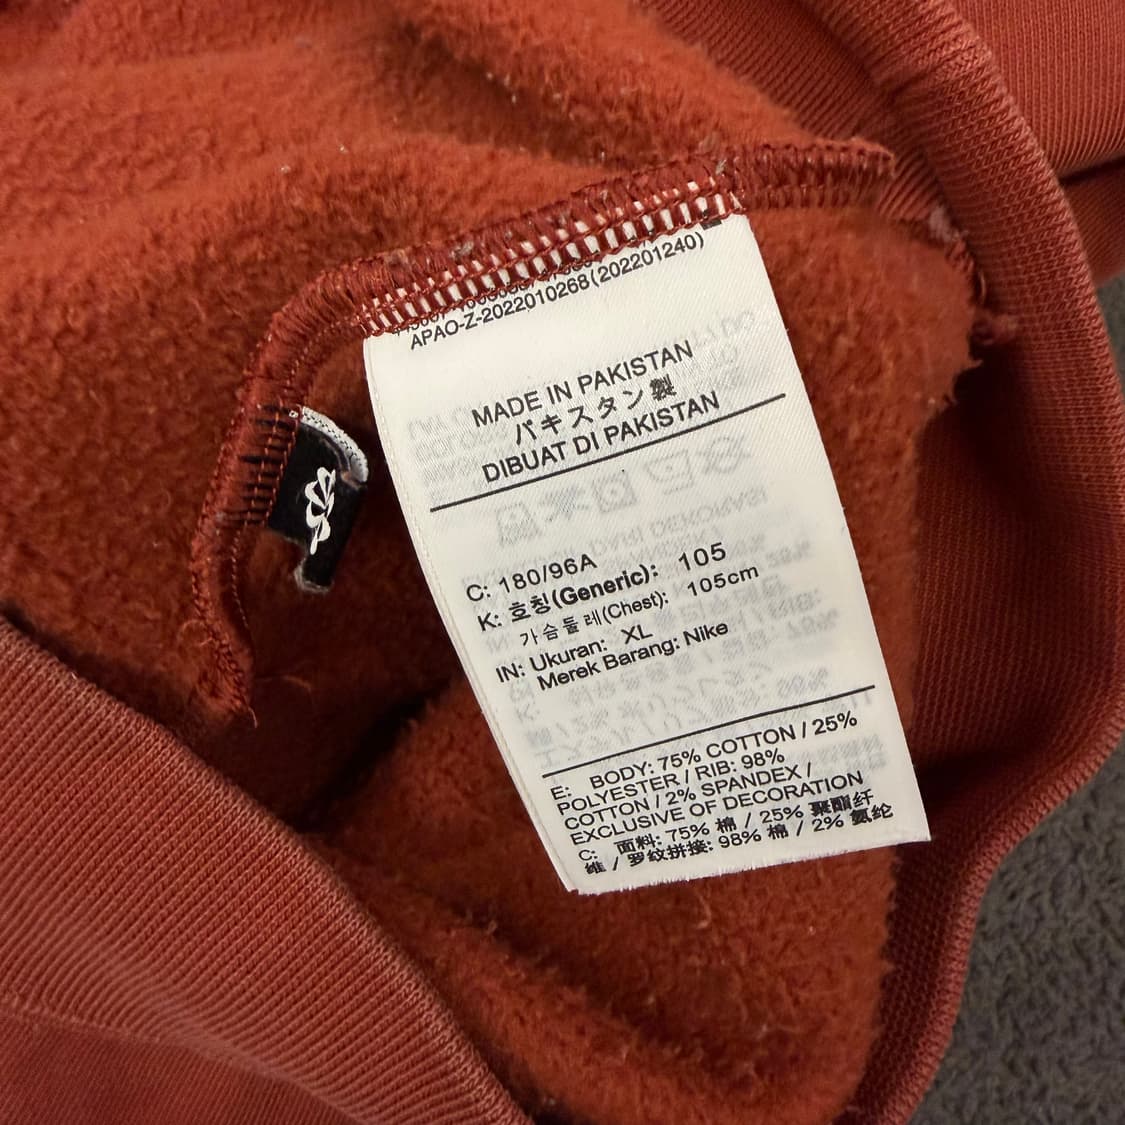 APAO-Z-2022010268(202201240)
MADE IN PAKISTAN
パキスタン製
DIBUAT DI PAKISTAN
C: 180/96A
K: 호칭(Generic): 105
가슴둘레(Chest): 105cm
IN: Ukuran: XL
Merek Barang: Nike
E: BODY: 75% COTTON / 25%
POLYESTER / RIB: 98%
COTTON / 2% SPANDEX /
EXCLUSIVE OF DECORATION
C: 面料: 75% 棉 / 25% 聚酯纤
维 / 罗纹拼接: 98% 棉 / 2% 氨纶